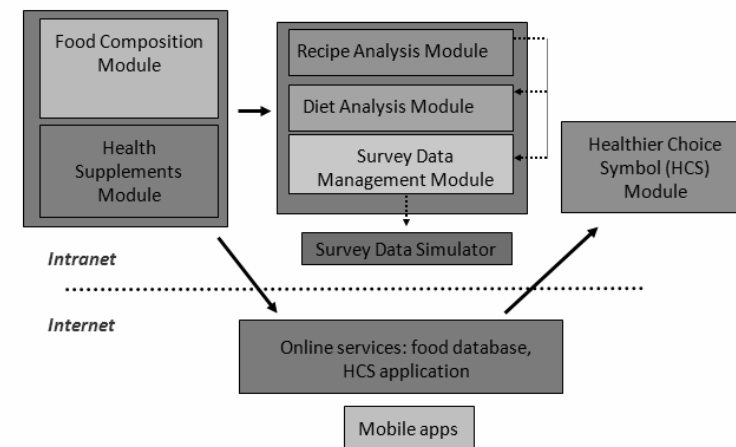 Food Composition
Module
Health
Supplements
Module
Recipe Analysis Module
Diet Analysis Module
Survey Data
Management Module
Survey Data Simulator
Healthier Choice
Symbol (HCS)
Module
Intranet
Internet
Online services: food database,
HCS application
Mobile apps